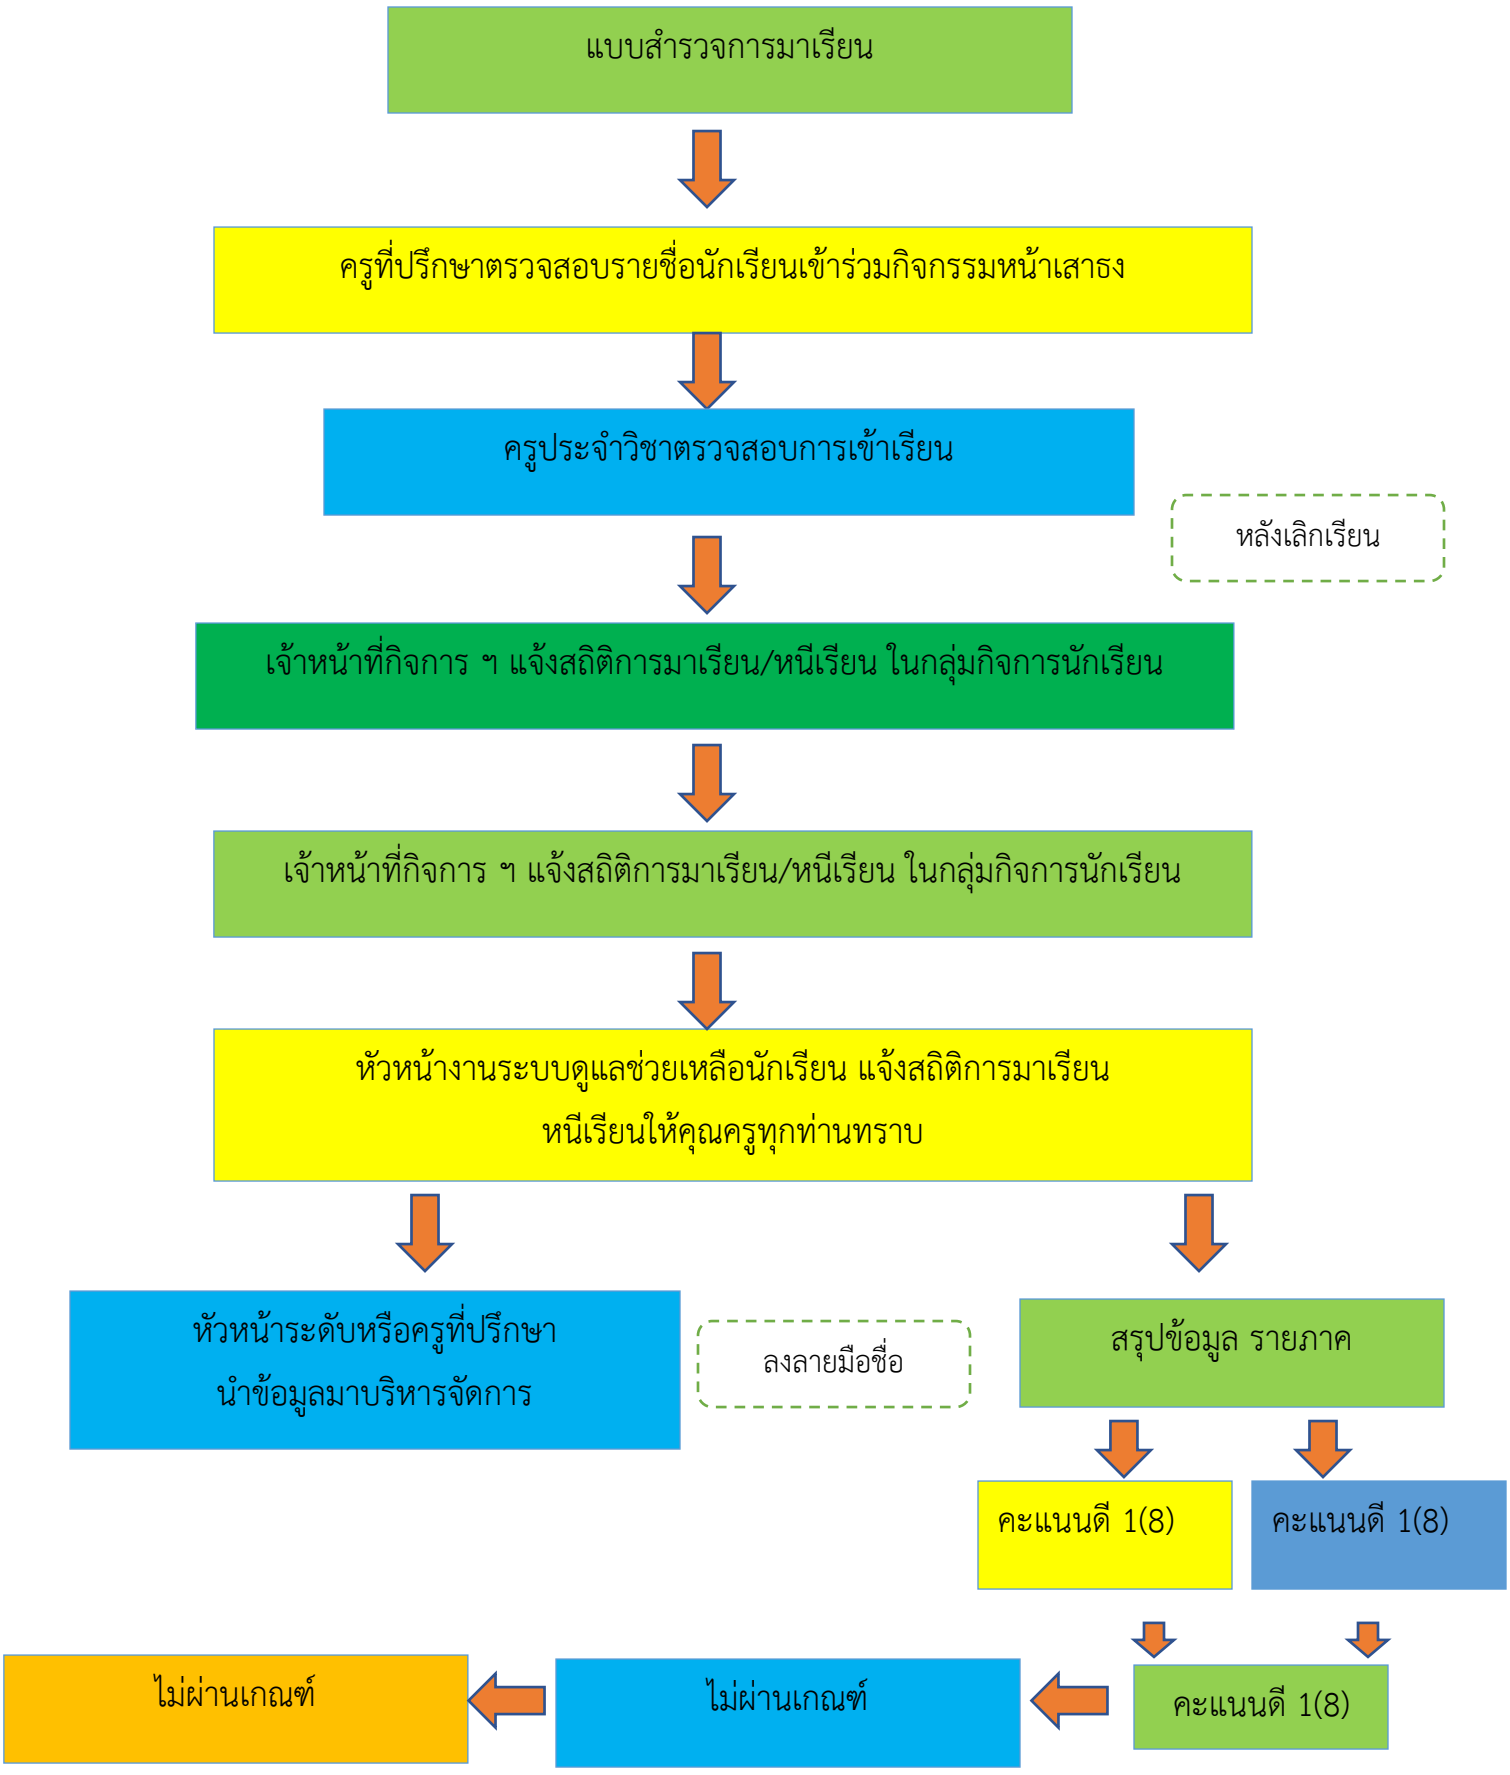 แบบสำรวจการมาเรียน
ครูที่ปรึกษาตรวจสอบรายชื่อนักเรียนเข้าร่วมกิจกรรมหน้าเสาธง
ครูประจำวิชาตรวจสอบการเข้าเรียน
หลังเลิกเรียน
เจ้าหน้าที่กิจการ ฯ แจ้งสถิติการมาเรียน/หนีเรียน ในกลุ่มกิจการนักเรียน
เจ้าหน้าที่กิจการ ฯ แจ้งสถิติการมาเรียน/หนีเรียน ในกลุ่มกิจการนักเรียน
หัวหน้างานระบบดูแลช่วยเหลือนักเรียน แจ้งสถิติการมาเรียน
หนีเรียนให้คุณครูทุกท่านทราบ
หัวหน้าระดับหรือครูที่ปรึกษา
นำข้อมูลมาบริหารจัดการ
ลงลายมือชื่อ
สรุปข้อมูล รายภาค
คะแนนดี 1(8)
คะแนนดี 1(8)
ไม่ผ่านเกณฑ์
ไม่ผ่านเกณฑ์
คะแนนดี 1(8)